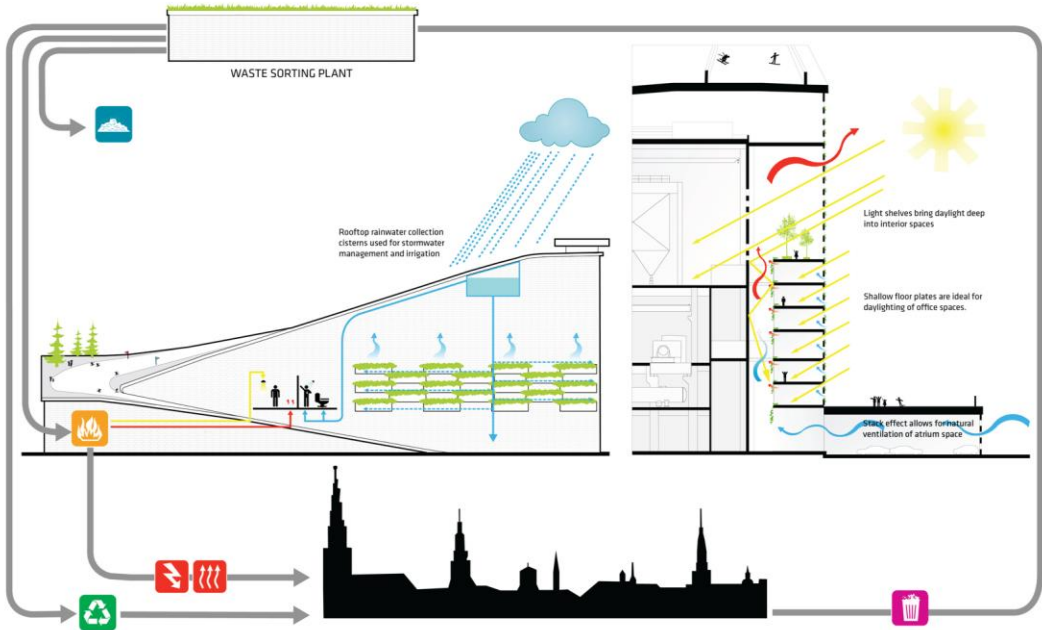 WASTE SORTING PLANT
Rooftop rainwater collection
cisterns used for stormwater
management and irrigation
Light shelves bring daylight deep
into interior spaces
Shallow floor plates are ideal for
daylighting of office spaces.
Stack effect allows for natural
ventilation of atrium space